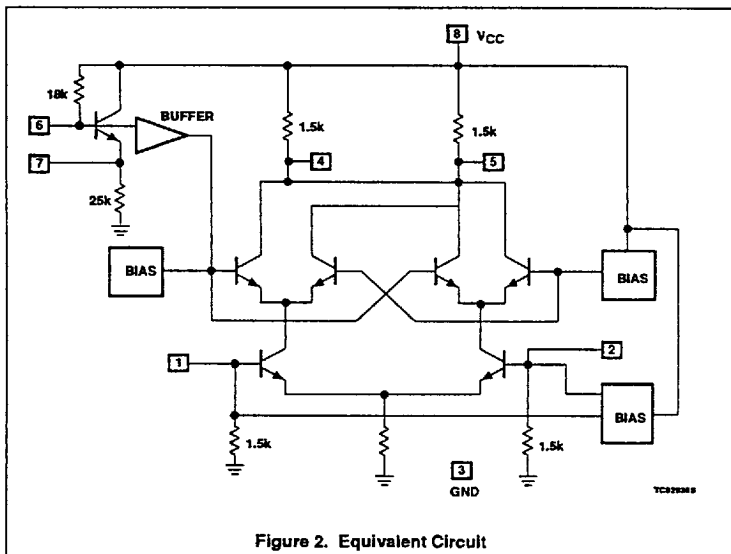 8 VCC
18k
6
BUFFER
1.5k
1.5k
7
4
5
25k
BIAS
BIAS
1
2
BIAS
1.5k
1.5k
3
GND
Figure 2. Equivalent Circuit